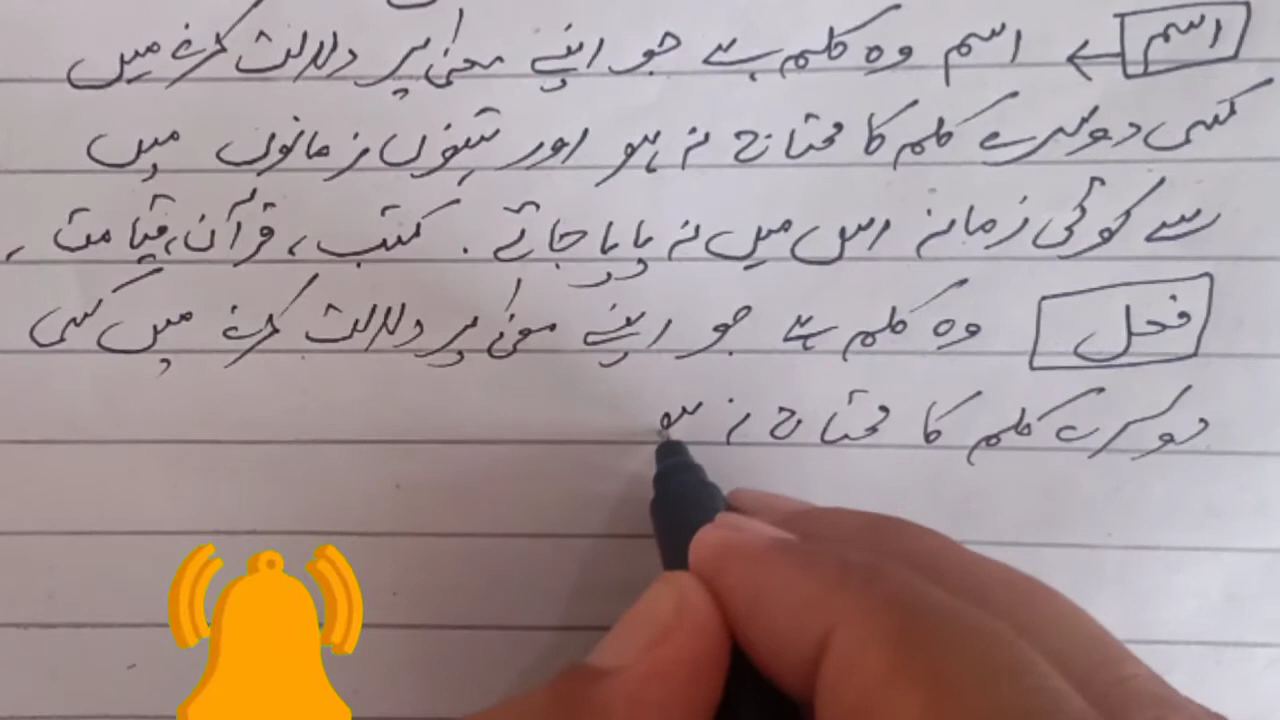 اسم ← اسم وہ کلمہ ہے جو اپنے معنیٰ پر دلالت کرنے میں
کسی دوسرے کلمہ کا محتاج نہ ہو اور تینوں زمانوں میں
سے کوئی زمانہ اس میں نہ پایا جائے۔ کتب، قرآن، قیامت،
فعل وہ کلمہ ہے جو اپنے معنیٰ پر دلالت کرنے میں کسی
دوسرے کلمہ کا محتاج نہ ہو